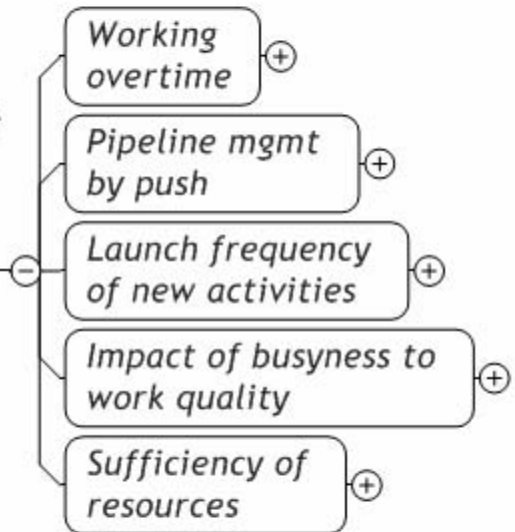 Working
overtime
Pipeline mgmt
by push
Launch frequency
of new activities
Impact of busyness to
work quality
Sufficiency of
resources